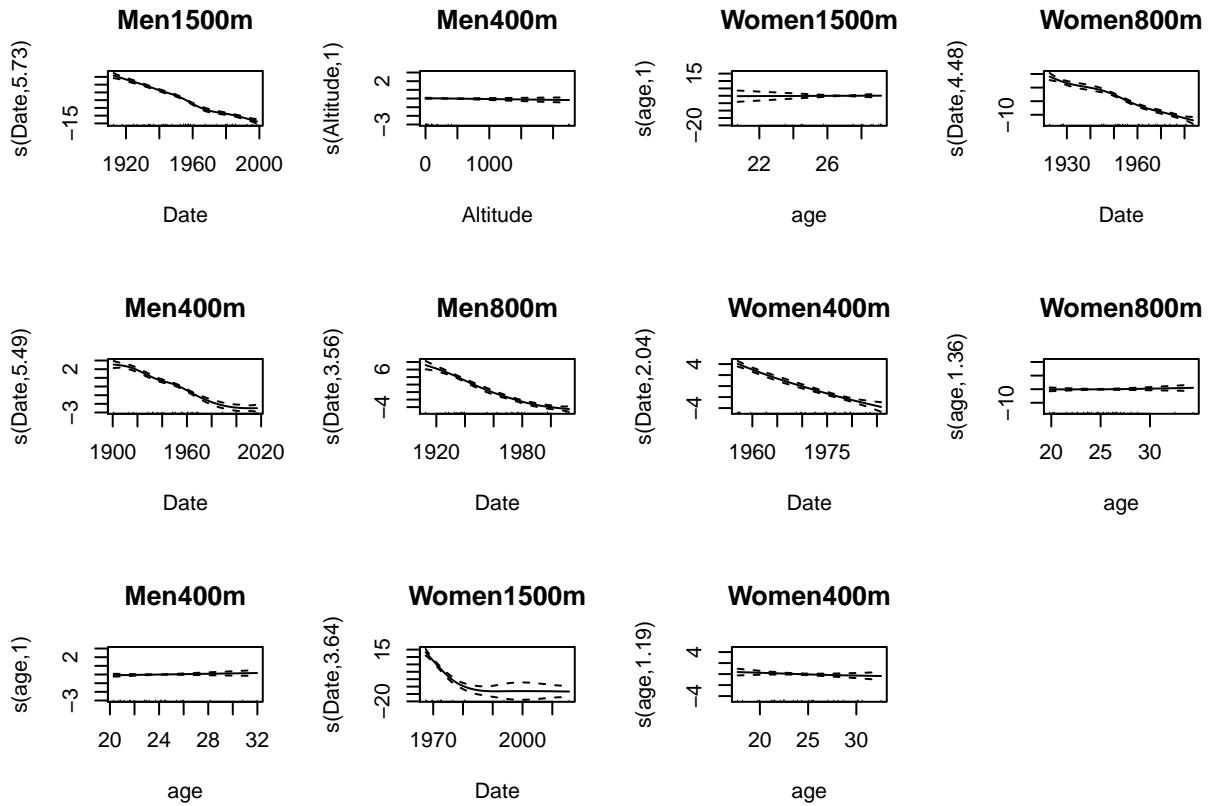 Men1500m
s(Date,5.73)
−15
1920 1960 2000
Date
Men400m
s(Altitude,1)
2
−3
0 1000
Altitude
Women1500m
s(age,1)
15
−20
22 26
age
Women800m
s(Date,4.48)
−10
1930 1960
Date
Men400m
s(Date,5.49)
2
−3
1900 1960 2020
Date
Men800m
s(Date,3.56)
6
−4
1920 1980
Date
Women400m
s(Date,2.04)
4
−4
1960 1975
Date
Women800m
s(age,1.36)
−10
20 25 30
age
Men400m
s(age,1)
2
−3
20 24 28 32
age
Women1500m
s(Date,3.64)
15
−20
1970 2000
Date
Women400m
s(age,1.19)
4
−4
20 25 30
age